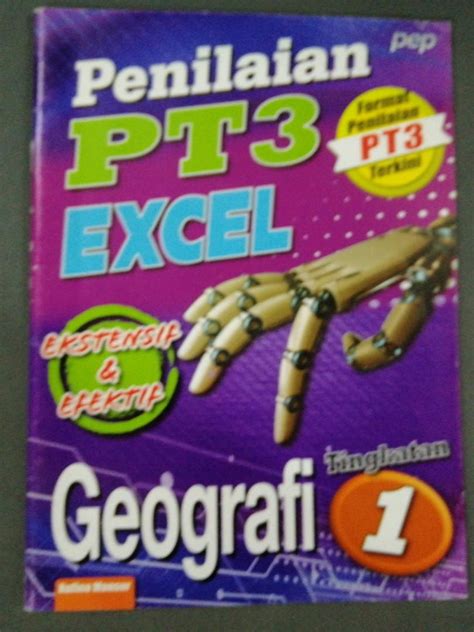 pep
Penilaian
PT3
EXCEL
Format
Penilaian
PT3
Terkini
EKSTENSIF
&
EFEKTIF
Tingkatan
Geografi 1